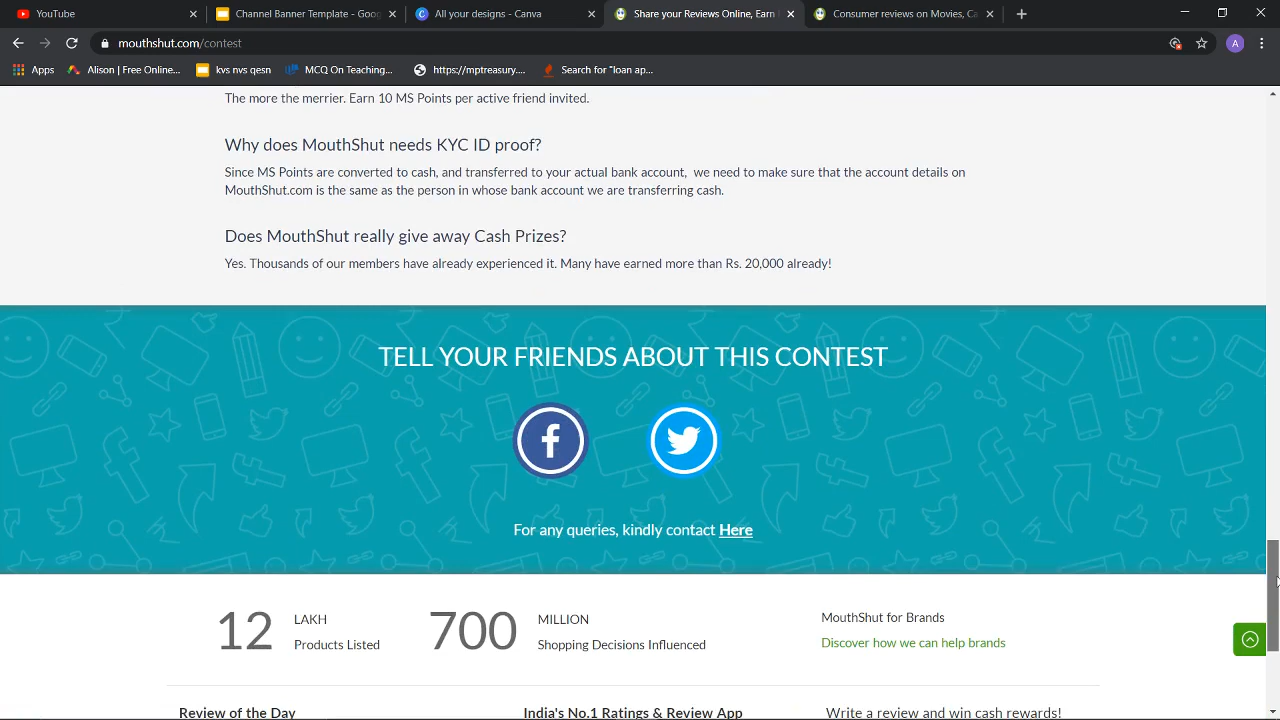 YouTube
Channel Banner Template - Goog
All your designs - Canva
Share your Reviews Online, Earn
Consumer reviews on Movies, Ca
mouthshut.com/contest
A
Apps
Alison | Free Online...
kvs nvs qesn
MCQ On Teaching...
https://mptreasury....
Search for "loan ap...
The more the merrier. Earn 10 MS Points per active friend invited.
Why does MouthShut needs KYC ID proof?
Since MS Points are converted to cash, and transferred to your actual bank account, we need to make sure that the account details on
MouthShut.com is the same as the person in whose bank account we are transferring cash.
Does MouthShut really give away Cash Prizes?
Yes. Thousands of our members have already experienced it. Many have earned more than Rs. 20,000 already!
TELL YOUR FRIENDS ABOUT THIS CONTEST
For any queries, kindly contact Here
12 LAKH
Products Listed
700 MILLION
Shopping Decisions Influenced
MouthShut for Brands
Discover how we can help brands
Review of the Day
India's No.1 Ratings & Review App
Write a review and win cash rewards!